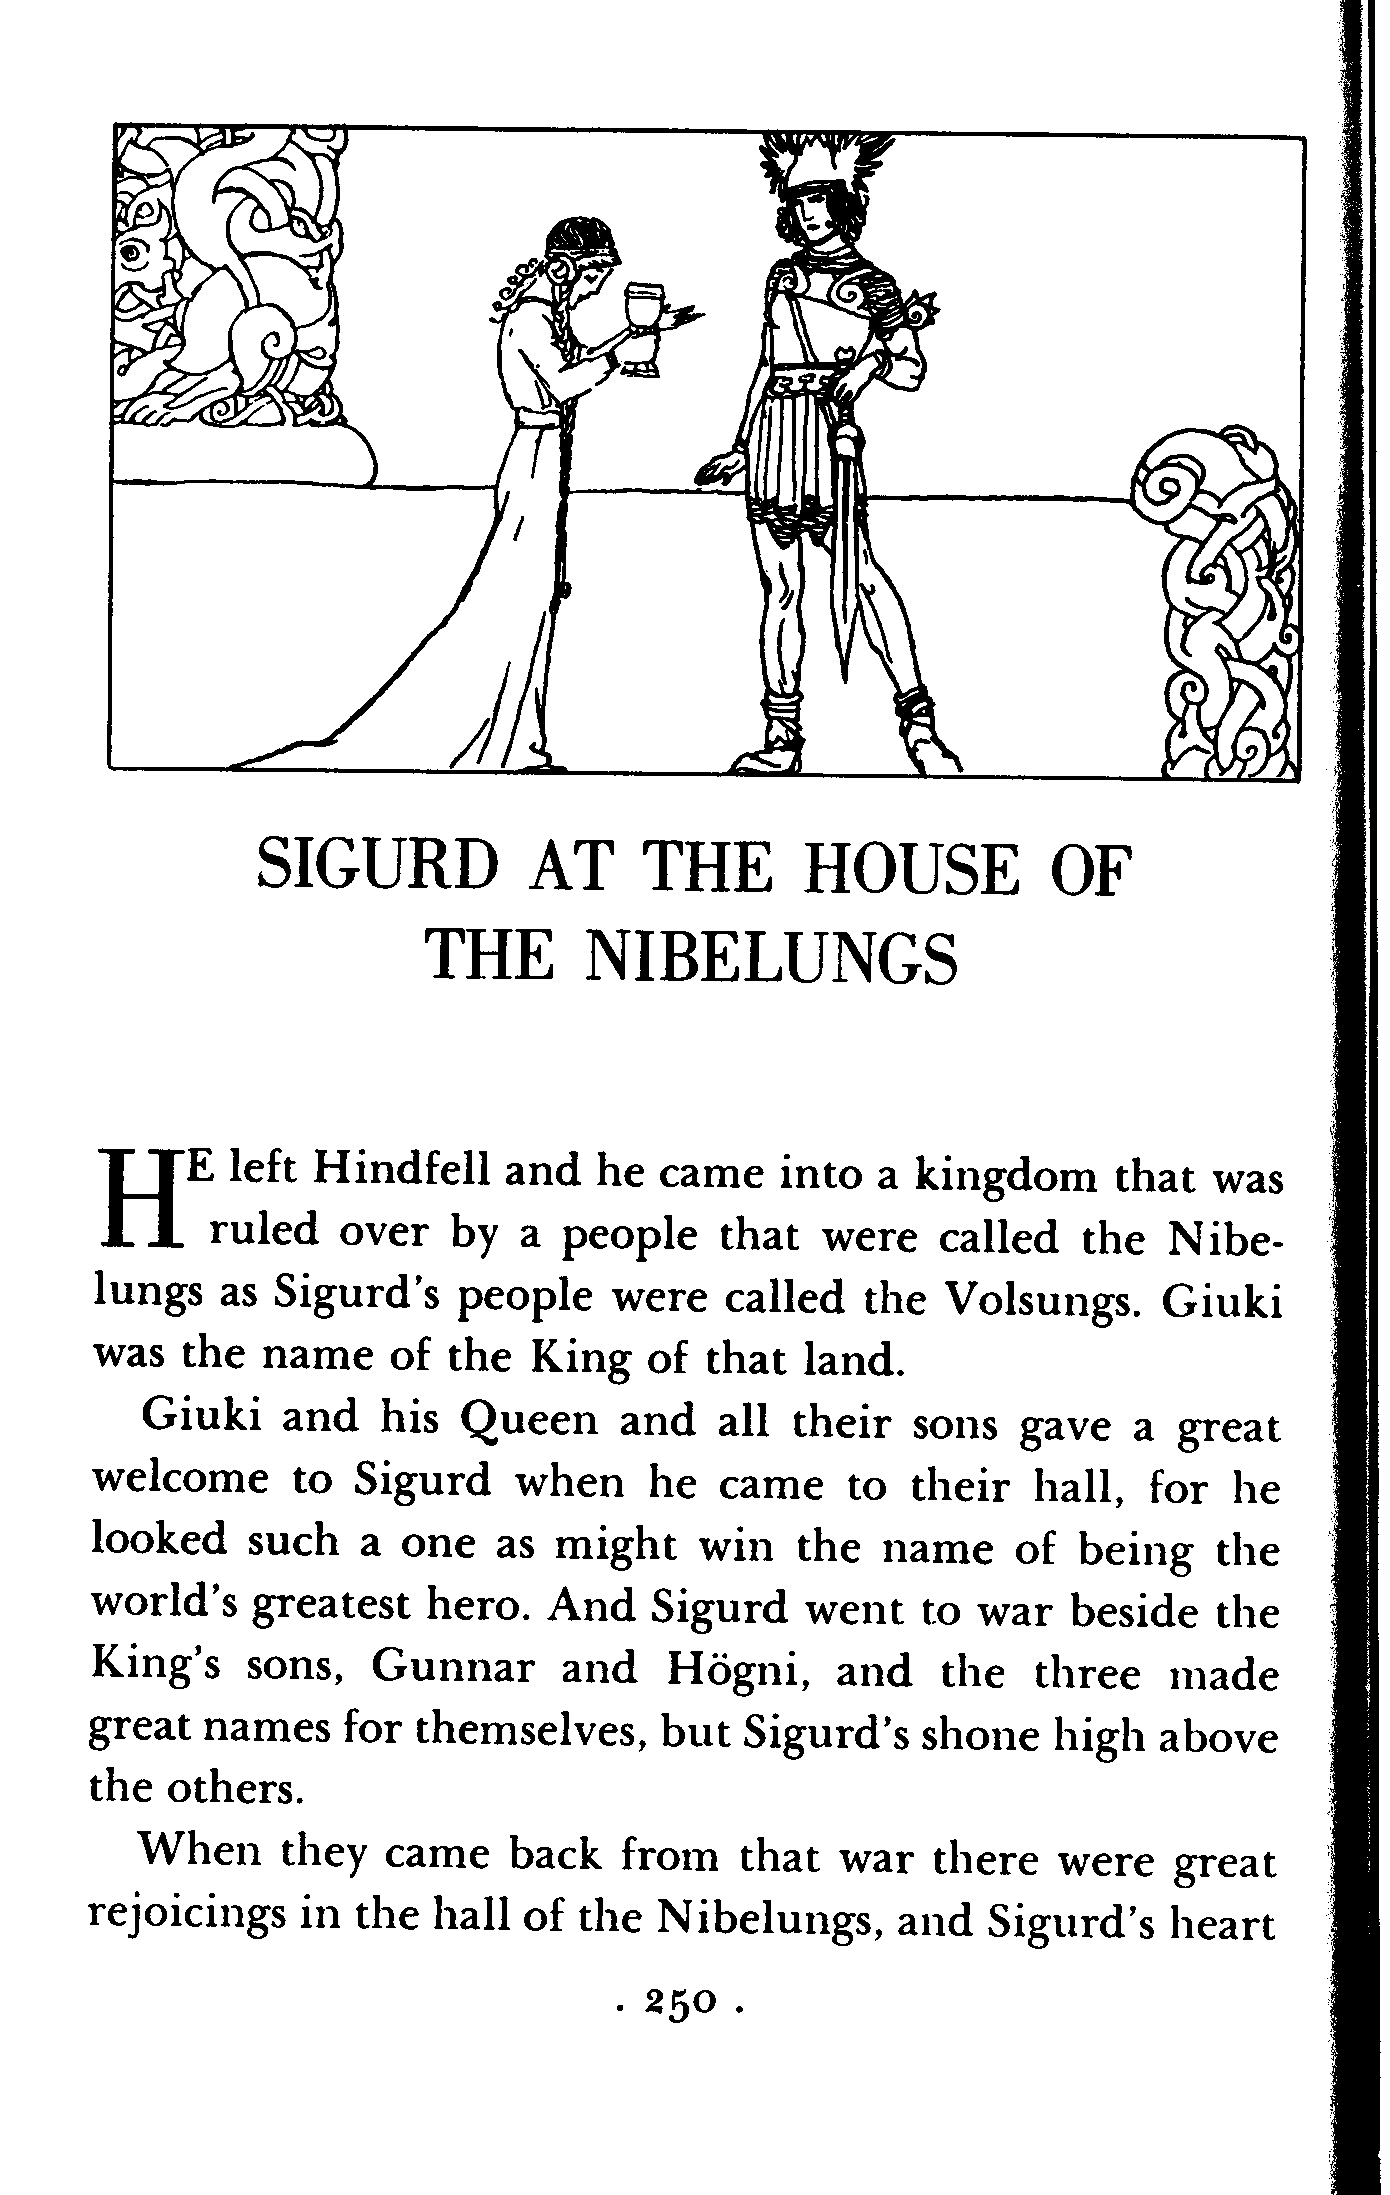 SIGURD AT THE HOUSE OF
THE NIBELUNGS
HE left Hindfell and he came into a kingdom that was
ruled over by a people that were called the Nibe-
lungs as Sigurd's people were called the Volsungs. Giuki
was the name of the King of that land.
Giuki and his Queen and all their sons gave a great
welcome to Sigurd when he came to their hall, for he
looked such a one as might win the name of being the
world's greatest hero. And Sigurd went to war beside the
King's sons, Gunnar and Högni, and the three made
great names for themselves, but Sigurd's shone high above
the others.
When they came back from that war there were great
rejoicings in the hall of the Nibelungs, and Sigurd's heart
. 250 .